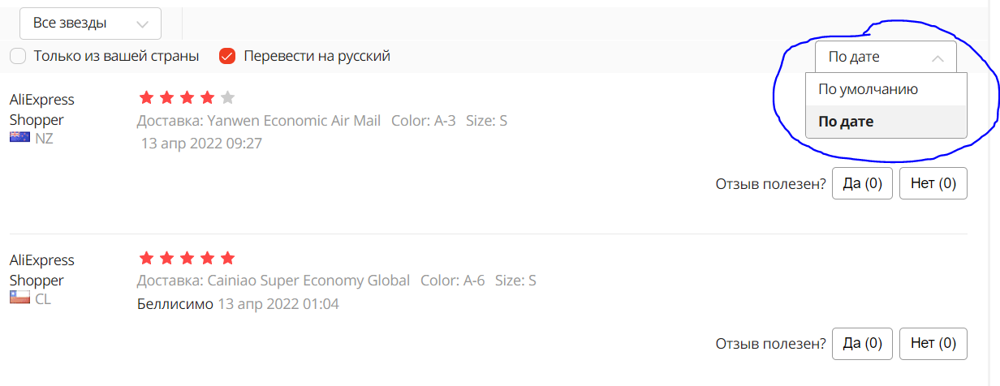 Все звезды
Только из вашей страны Перевести на русский
По дате
По умолчанию
По дате
AliExpress
Shopper
NZ
Доставка: Yanwen Economic Air Mail Color: A-3 Size: S
13 апр 2022 09:27
Отзыв полезен? Да (0) Нет (0)
AliExpress
Shopper
CL
Доставка: Cainiao Super Economy Global Color: A-6 Size: S
Беллисимо 13 апр 2022 01:04
Отзыв полезен? Да (0) Нет (0)